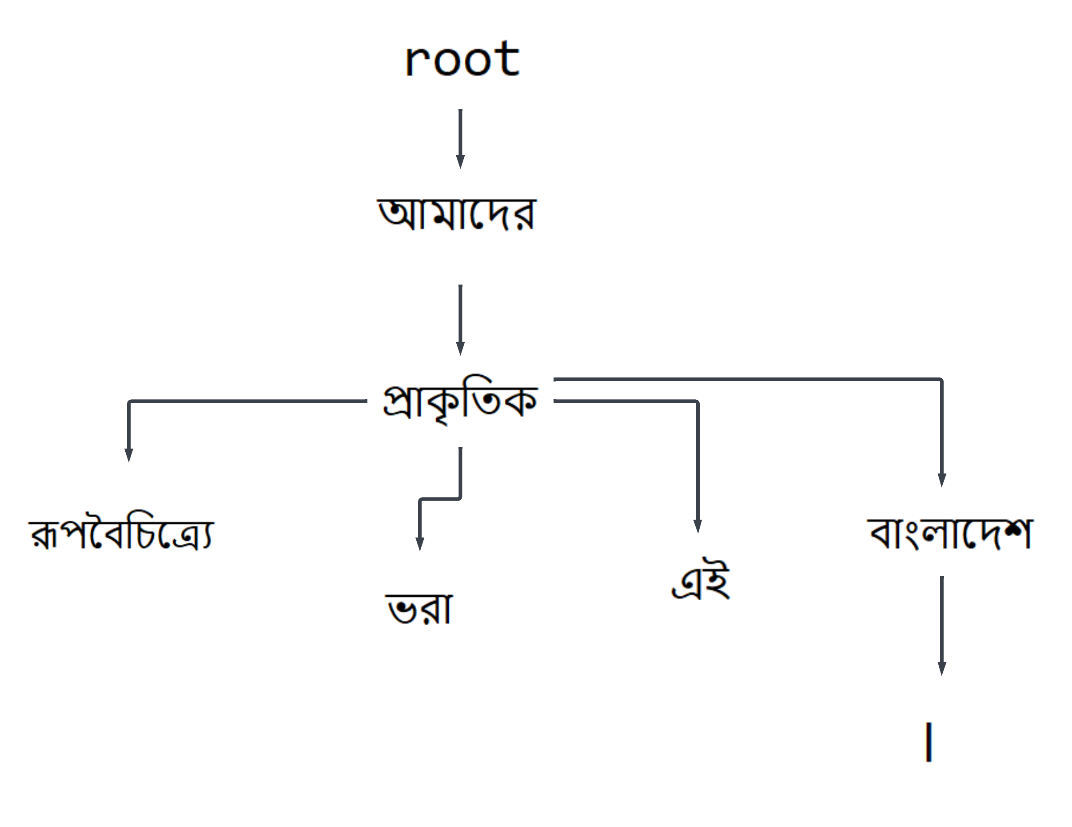 root
আমাদের
প্রাকৃতিক
রূপবৈচিত্র্যে
ভরা
এই
বাংলাদেশ
।